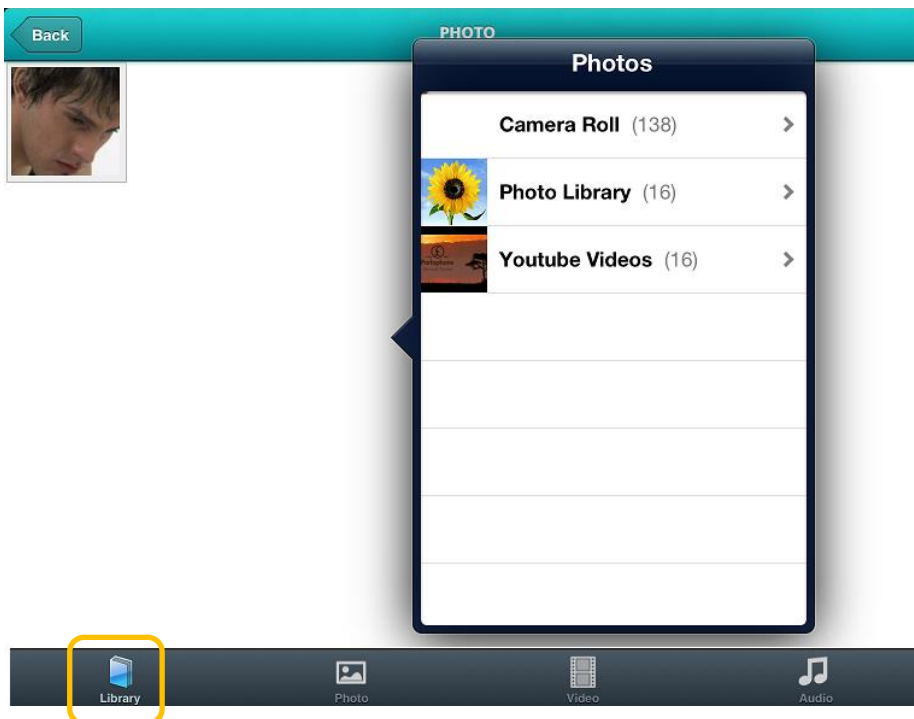 Back
PHOTO
Photos
Camera Roll (138)
Photo Library (16)
Youtube Videos (16)
Library
Photo
Video
Audio